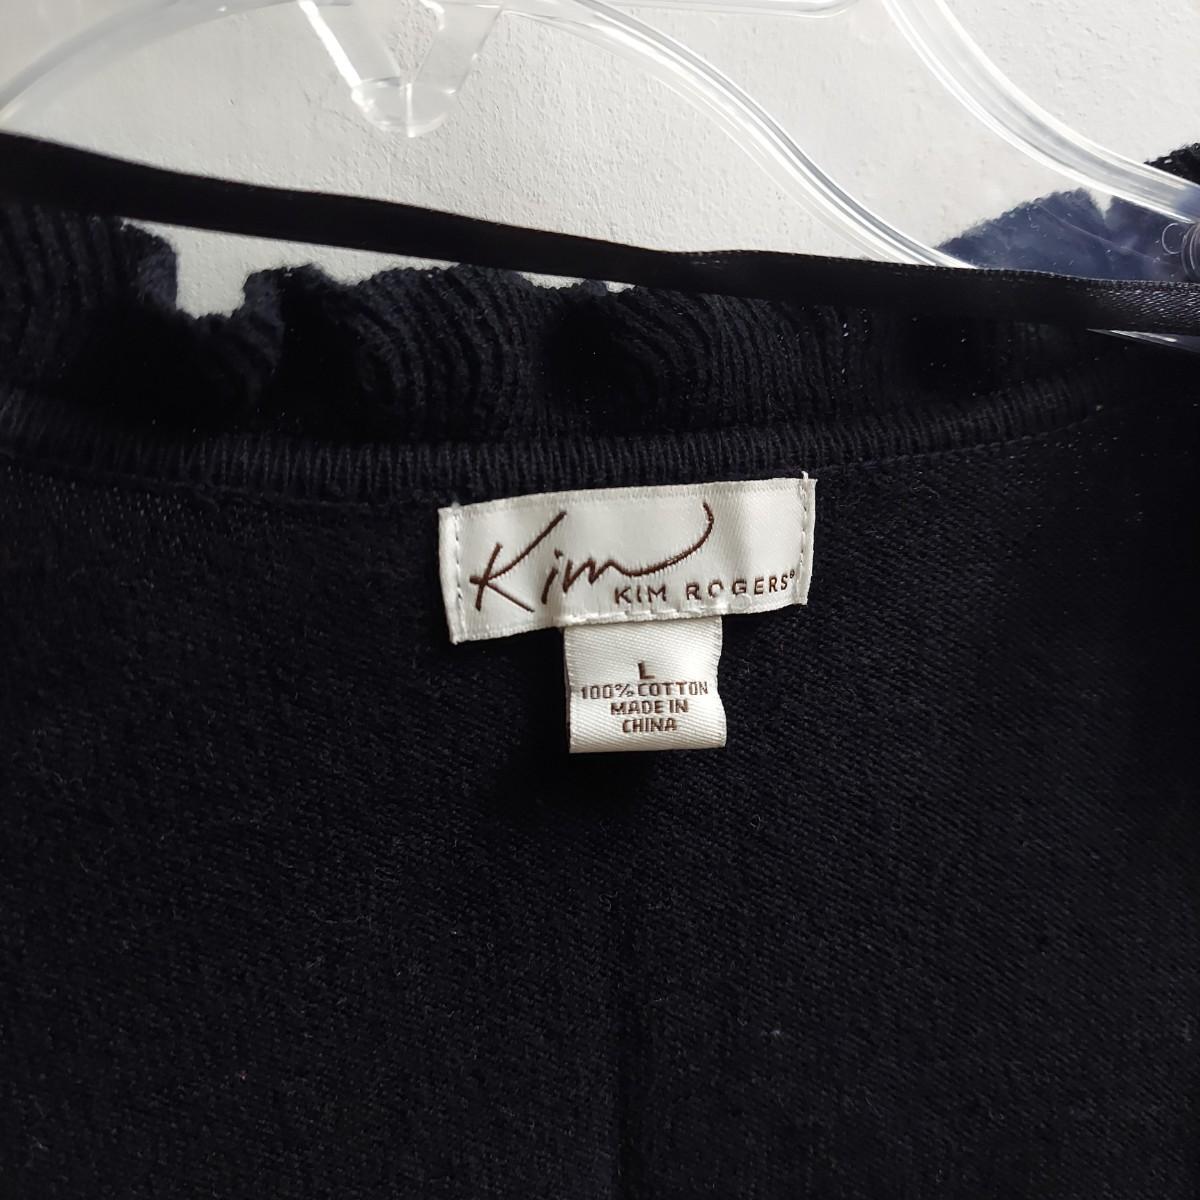 Kim
KIM ROGERS®
L
100% COTTON
MADE IN
CHINA